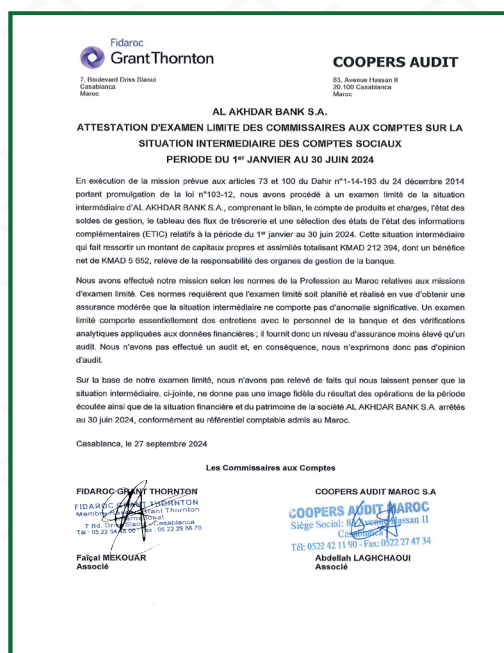 Fidaroc
Grant Thornton
7, Boulevard Driss Slaoui
Casablanca
Maroc
COOPERS AUDIT
83, Avenue Hassan II
20.100 Casablanca
Maroc
AL AKHDAR BANK S.A.
ATTESTATION D'EXAMEN LIMITE DES COMMISSAIRES AUX COMPTES SUR LA
SITUATION INTERMEDIAIRE DES COMPTES SOCIAUX
PERIODE DU 1er JANVIER AU 30 JUIN 2024
En exécution de la mission prévue aux articles 73 et 100 du Dahir n°1-14-193 du 24 décembre 2014
portant promulgation de la loi n°103-12, nous avons procédé à un examen limité de la situation
intermédiaire d'AL AKHDAR BANK S.A., comprenant le bilan, le compte de produits et charges, l'état des
soldes de gestion, le tableau des flux de trésorerie et une sélection des états de l'état des informations
complémentaires (ETIC) relatifs à la période du 1er janvier au 30 juin 2024. Cette situation intermédiaire
qui fait ressortir un montant de capitaux propres et assimilés totalisant KMAD 212 394, dont un bénéfice
net de KMAD 5 652, relève de la responsabilité des organes de gestion de la banque.
Nous avons effectué notre mission selon les normes de la Profession au Maroc relatives aux missions
d'examen limité. Ces normes requièrent que l'examen limité soit planifié et réalisé en vue d'obtenir une
assurance modérée que la situation intermédiaire ne comporte pas d'anomalie significative. Un examen
limité comporte essentiellement des entretiens avec le personnel de la banque et des vérifications
analytiques appliquées aux données financières ; il fournit donc un niveau d'assurance moins élevé qu'un
audit. Nous n'avons pas effectué un audit et, en conséquence, nous n'exprimons donc pas d'opinion
d'audit.
Sur la base de notre examen limité, nous n'avons pas relevé de faits qui nous laissent penser que la
situation intermédiaire, ci-jointe, ne donne pas une image fidèle du résultat des opérations de la période
écoulée ainsi que de la situation financière et du patrimoine de la société AL AKHDAR BANK S.A. arrêtés
au 30 juin 2024, conformément au référentiel comptable admis au Maroc.
Casablanca, le 27 septembre 2024
Les Commissaires aux Comptes
FIDAROC GRANT THORNTON
FIDAROC GRANT THORNTON
Grant Thornton
International
7 Bd. Driss Slaoui - Casablanca
Faïçal MEKOUAR
Associé
COOPERS AUDIT MAROC S.A
COOPERS AUDIT MAROC
Siège Social: 83 Avenue Hassan II
Casablanca
Tél: 0522 42 11 90 - Fax: 0522 27 47 34
Abdellah LAGHCHAOUI
Associé